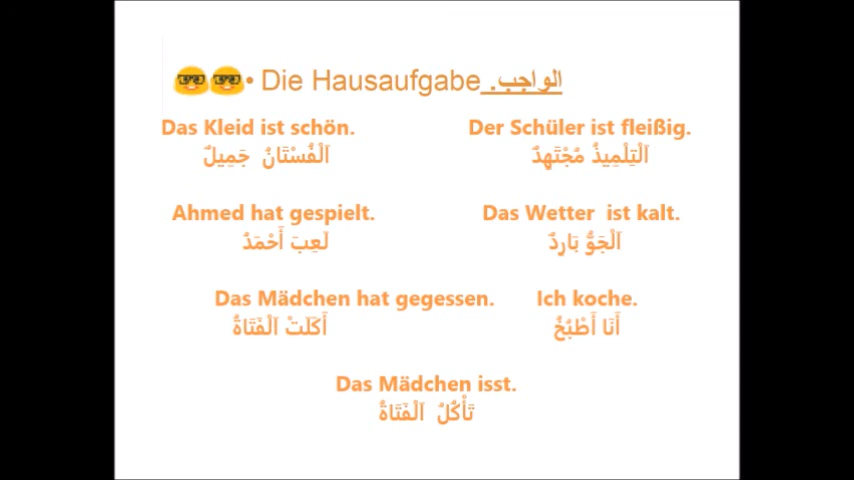 • Die Hausaufgabe الواجب.
Das Kleid ist schön.
اَلْفُسْتَانُ جَمِيلٌ
Der Schüler ist fleißig.
اَلْتِلْمِيذُ مُجْتَهِدٌ
Ahmed hat gespielt.
لَعِبَ أَحْمَدٌ
Das Wetter ist kalt.
اَلْجَوُّ بَارِدٌ
Das Mädchen hat gegessen.
أَكَلَتْ اَلْفَتَاةُ
Ich koche.
أَنَا أَطْبُخُ
Das Mädchen isst.
تَأْكُلُ اَلْفَتَاةُ